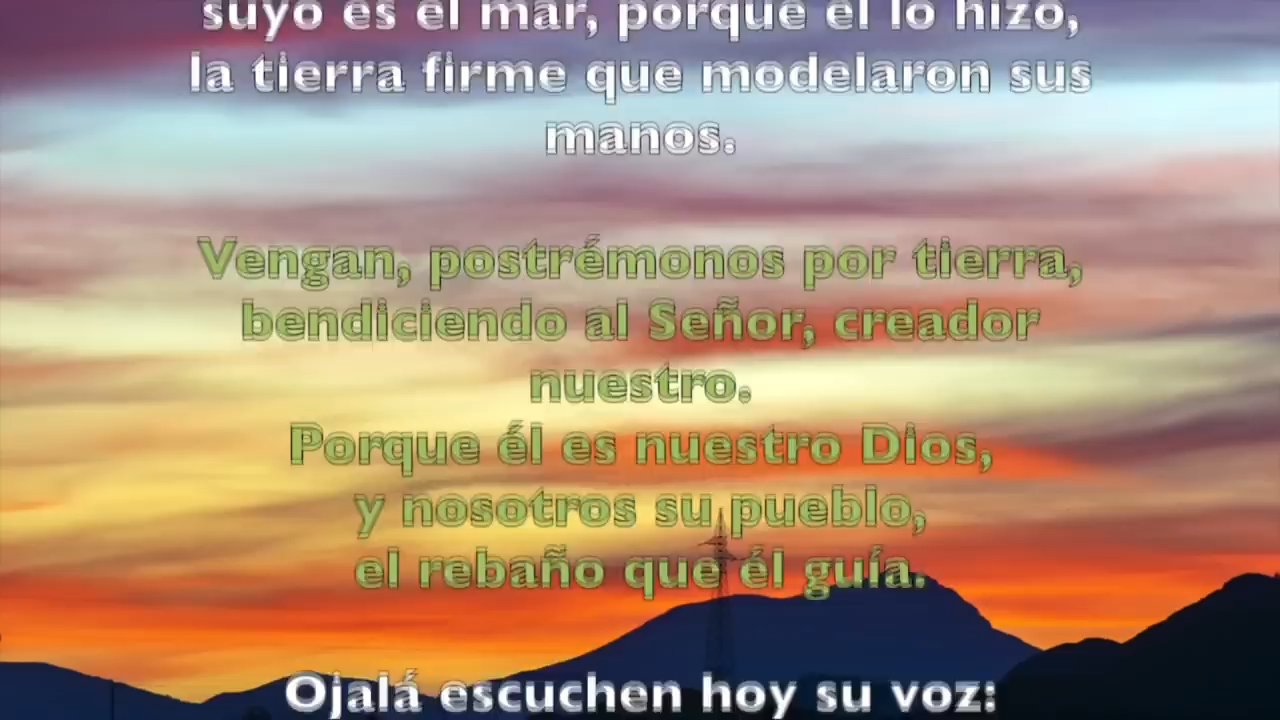 suyo es el mar, porque él lo hizo,
la tierra firme que modelaron sus
manos.
Vengan, postrémonos por tierra,
bendiciendo al Señor, creador
nuestro.
Porque él es nuestro Dios,
y nosotros su pueblo,
el rebaño que él guía.
Ojalá escuchen hoy su voz: